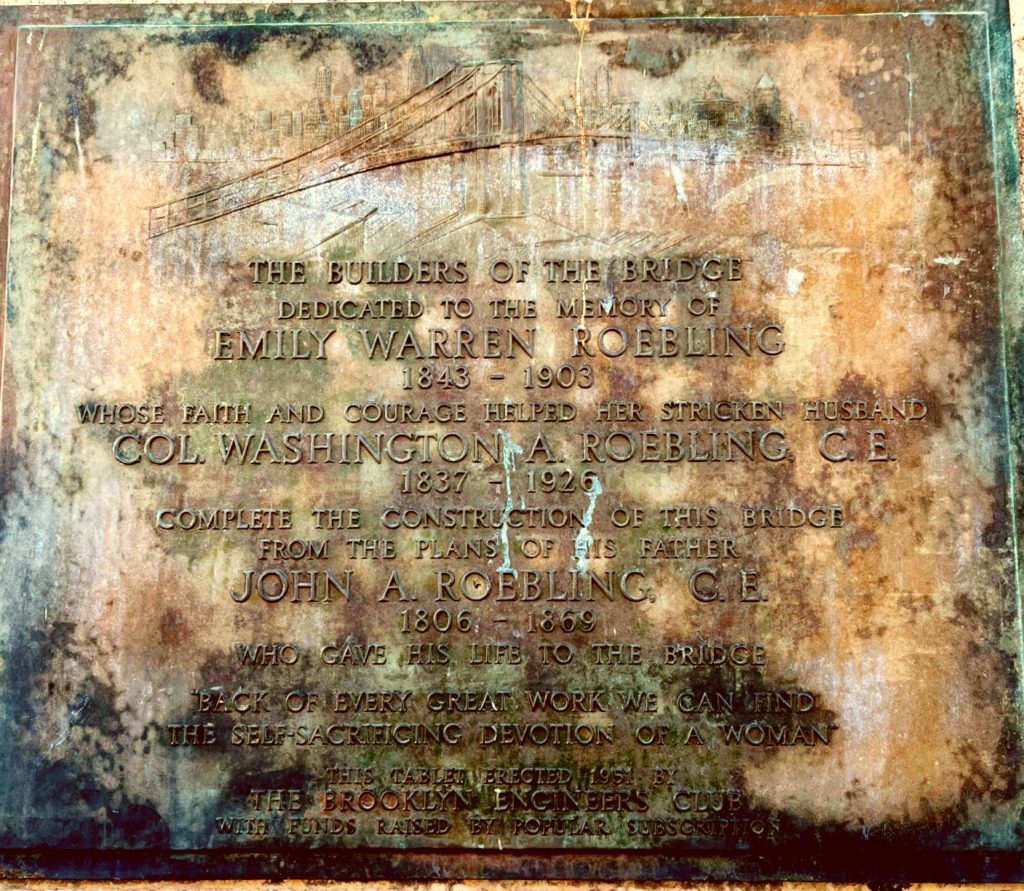 THE BUILDERS OF THE BRIDGE
DEDICATED TO THE MEMORY OF
EMILY WARREN ROEBLING
1843 - 1903
WHOSE FAITH AND COURAGE HELPED HER STRICKEN HUSBAND
COL. WASHINGTON A. ROEBLING, C. E.
1837 - 1926
COMPLETE THE CONSTRUCTION OF THIS BRIDGE
FROM THE PLANS OF HIS FATHER
JOHN A. ROEBLING, C. E.
1806 - 1869
WHO GAVE HIS LIFE TO THE BRIDGE
"BACK OF EVERY GREAT WORK WE CAN FIND
THE SELF-SACRIFICING DEVOTION OF A WOMAN"
THIS TABLET ERECTED 1951 BY
THE BROOKLYN ENGINEERS CLUB
WITH FUNDS RAISED BY POPULAR SUBSCRIPTION